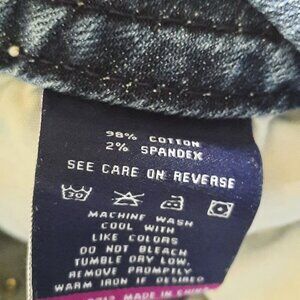 98% COTTON
2% SPANDEX
SEE CARE ON REVERSE
30
MACHINE WASH
COOL WITH
LIKE COLORS
DO NOT BLEACH
TUMBLE DRY LOW,
REMOVE PROMPTLY
WARM IRON IF DESIRED
MADE IN CHINA